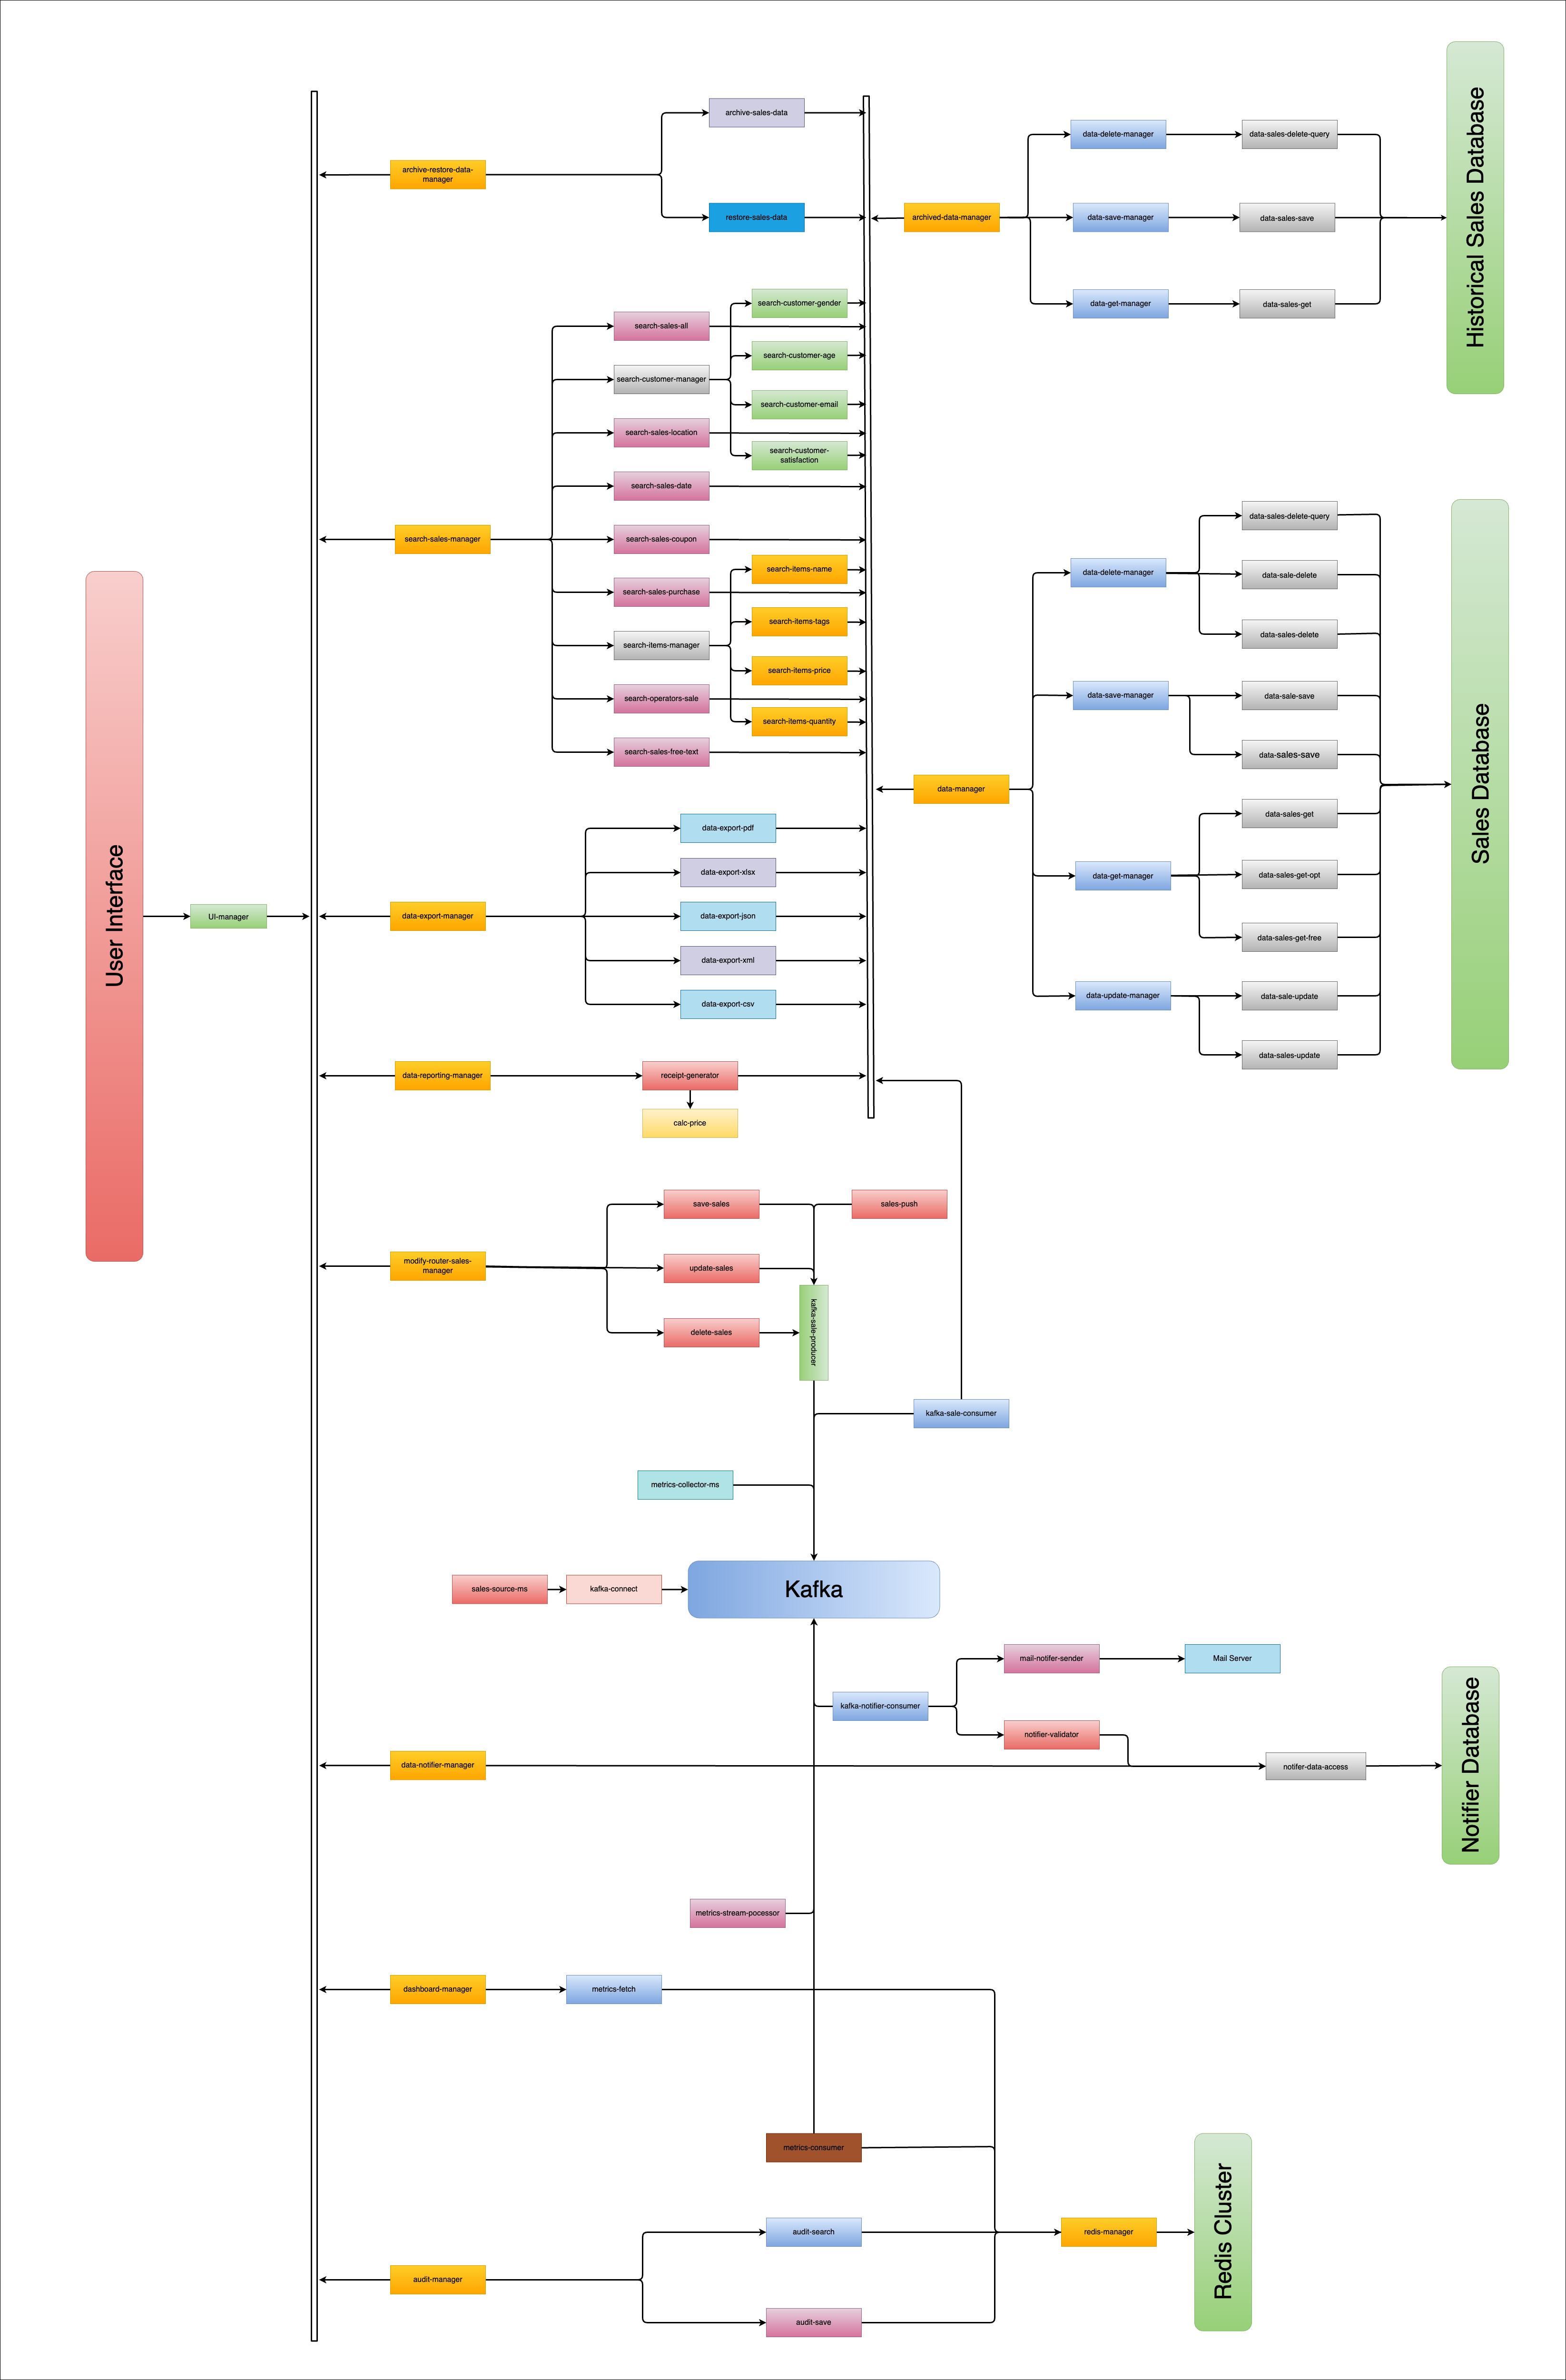 Historical Sales Database
archive-sales-data
data-delete-manager
data-sales-delete-query
archive-restore-data-
manager
restore-sales-data
archived-data-manager
data-save-manager
data-sales-save
data-get-manager
data-sales-get
search-customer-gender
search-sales-all
search-customer-age
search-customer-manager
search-customer-email
search-sales-location
search-customer-
satisfaction
search-sales-date
search-sales-manager
search-sales-coupon
search-items-name
search-sales-purchase
search-items-tags
search-items-manager
search-items-price
search-operators-sale
search-items-quantity
search-sales-free-text
data-sales-delete-query
data-delete-manager
data-sale-delete
data-sales-delete
data-save-manager
data-sale-save
data-sales-save
data-manager
data-sales-get
data-get-manager
data-sales-get-opt
data-sales-get-free
data-update-manager
data-sale-update
data-sales-update
Sales Database
User Interface
UI-manager
data-export-manager
data-export-pdf
data-export-xlsx
data-export-json
data-export-xml
data-export-csv
data-reporting-manager
receipt-generator
calc-price
save-sales
sales-push
modify-router-sales-
manager
update-sales
delete-sales
kafka-sale-producer
kafka-sale-consumer
metrics-collector-ms
sales-source-ms
kafka-connect
Kafka
mail-notifer-sender
Mail Server
kafka-notifier-consumer
notifier-validator
data-notifier-manager
notifer-data-access
Notifier Database
metrics-stream-pocessor
dashboard-manager
metrics-fetch
metrics-consumer
audit-search
redis-manager
Redis Cluster
audit-manager
audit-save